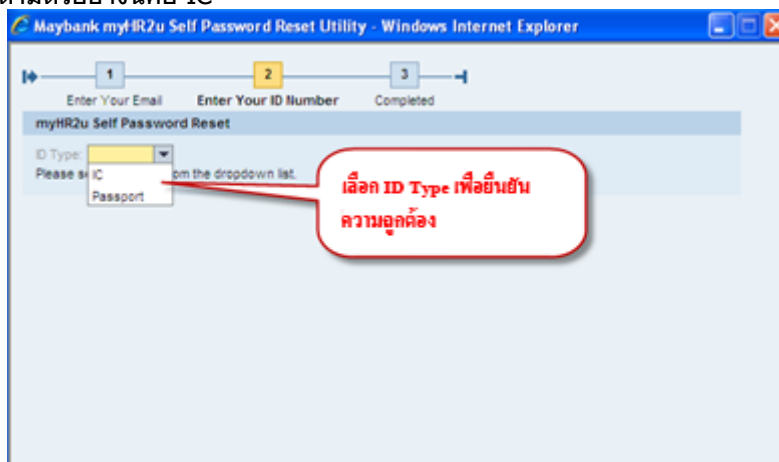 Maybank myHR2u Self Password Reset Utility - Windows Internet Explorer
1 2 3
Enter Your Email Enter Your ID Number Completed
myHR2u Self Password Reset
ID Type:
Please om the dropdown list.
IC
Passport
เลือก ID Type เพื่อยืนยัน
ความถูกต้อง